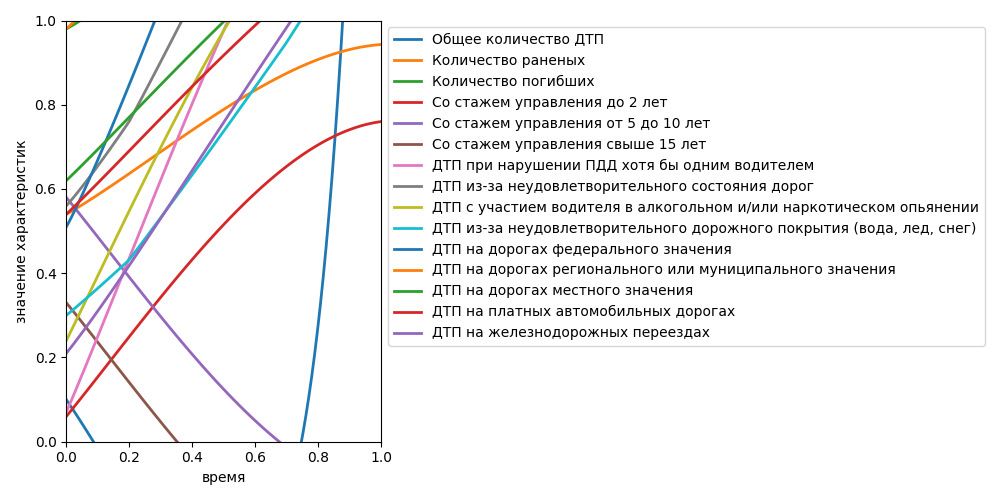 1.0
0.8
0.6
0.4
0.2
0.0
значение характеристик
0.0 0.2 0.4 0.6 0.8 1.0
время
Общее количество ДТП
Количество раненых
Количество погибших
Со стажем управления до 2 лет
Со стажем управления от 5 до 10 лет
Со стажем управления свыше 15 лет
ДТП при нарушении ПДД хотя бы одним водителем
ДТП из-за неудовлетворительного состояния дорог
ДТП с участием водителя в алкогольном и/или наркотическом опьянении
ДТП из-за неудовлетворительного дорожного покрытия (вода, лед, снег)
ДТП на дорогах федерального значения
ДТП на дорогах регионального или муниципального значения
ДТП на дорогах местного значения
ДТП на платных автомобильных дорогах
ДТП на железнодорожных переездах